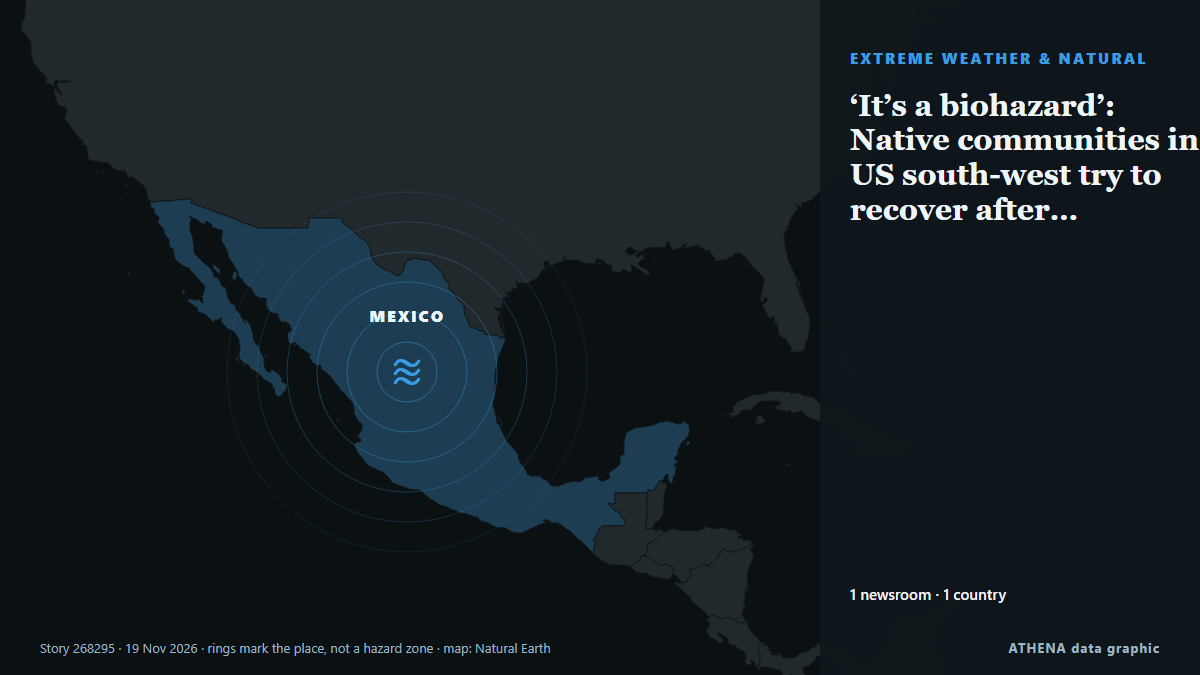 EXTREME WEATHER & NATURAL
‘It’s a biohazard’:
Native communities in
US south-west try to
recover after...
MEXICO
1 newsroom · 1 country
Story 268295 · 19 Nov 2026 · rings mark the place, not a hazard zone · map: Natural Earth
ATHENA data graphic